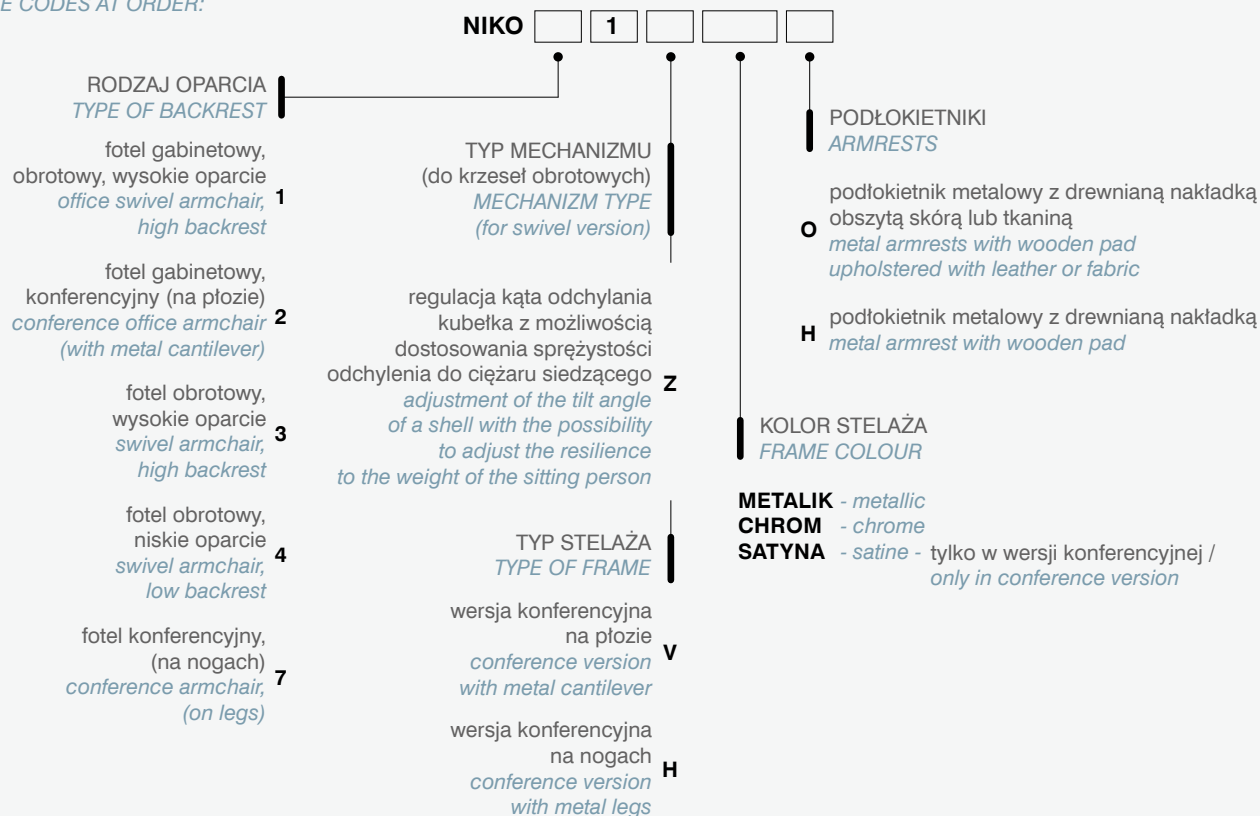 E CODES AT ORDER:
NIKO 1
RODZAJ OPARCIA
TYPE OF BACKREST
fotel gabinetowy,
obrotowy, wysokie oparcie
office swivel armchair,
high backrest
1
fotel gabinetowy,
konferencyjny (na płozie)
conference office armchair
(with metal cantilever)
2
fotel obrotowy,
wysokie oparcie
swivel armchair,
high backrest
3
fotel obrotowy,
niskie oparcie
swivel armchair,
low backrest
4
fotel konferencyjny,
(na nogach)
conference armchair,
(on legs)
7
TYP MECHANIZMU
(do krzeseł obrotowych)
MECHANIZM TYPE
(for swivel version)
regulacja kąta odchylania
kubełka z możliwością
dostosowania sprężystości
odchylenia do ciężaru siedzącego
adjustment of the tilt angle
of a shell with the possibility
to adjust the resilience
to the weight of the sitting person
Z
TYP STELAŻA
TYPE OF FRAME
wersja konferencyjna
na płozie
conference version
with metal cantilever
V
wersja konferencyjna
na nogach
conference version
with metal legs
H
PODŁOKIETNIKI
ARMRESTS
podłokietnik metalowy z drewnianą nakładką
obszytą skórą lub tkaniną
metal armrests with wooden pad
upholstered with leather or fabric
O
podłokietnik metalowy z drewnianą nakładką
metal armrest with wooden pad
H
KOLOR STELAŻA
FRAME COLOUR
METALIK - metallic
CHROM - chrome
SATYNA - satine - tylko w wersji konferencyjnej /
only in conference version